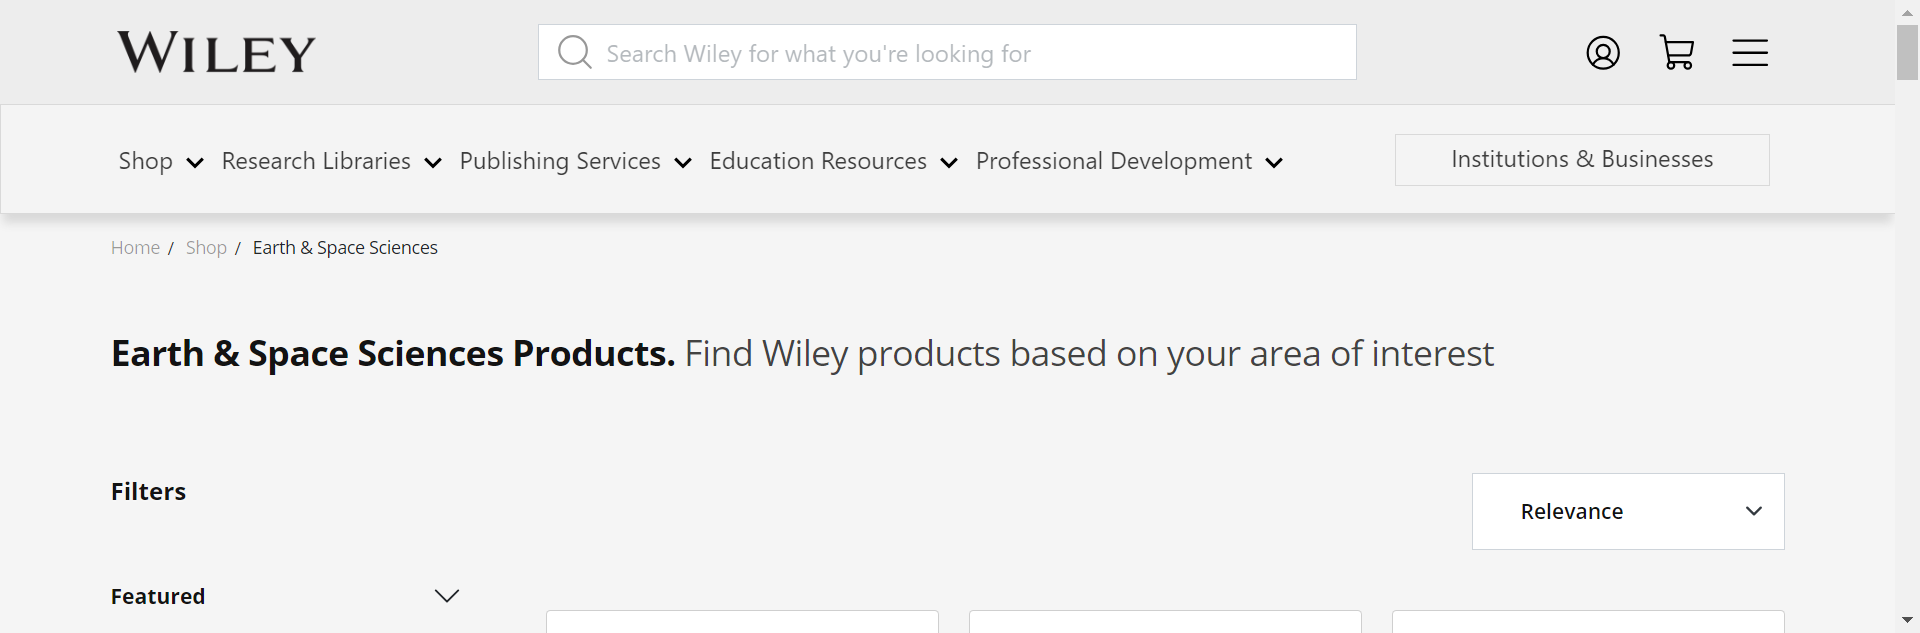 WILEY
Search Wiley for what you're looking for
Shop Research Libraries Publishing Services Education Resources Professional Development Institutions & Businesses
Home / Shop / Earth & Space Sciences
Earth & Space Sciences Products. Find Wiley products based on your area of interest
Filters
Relevance
Featured